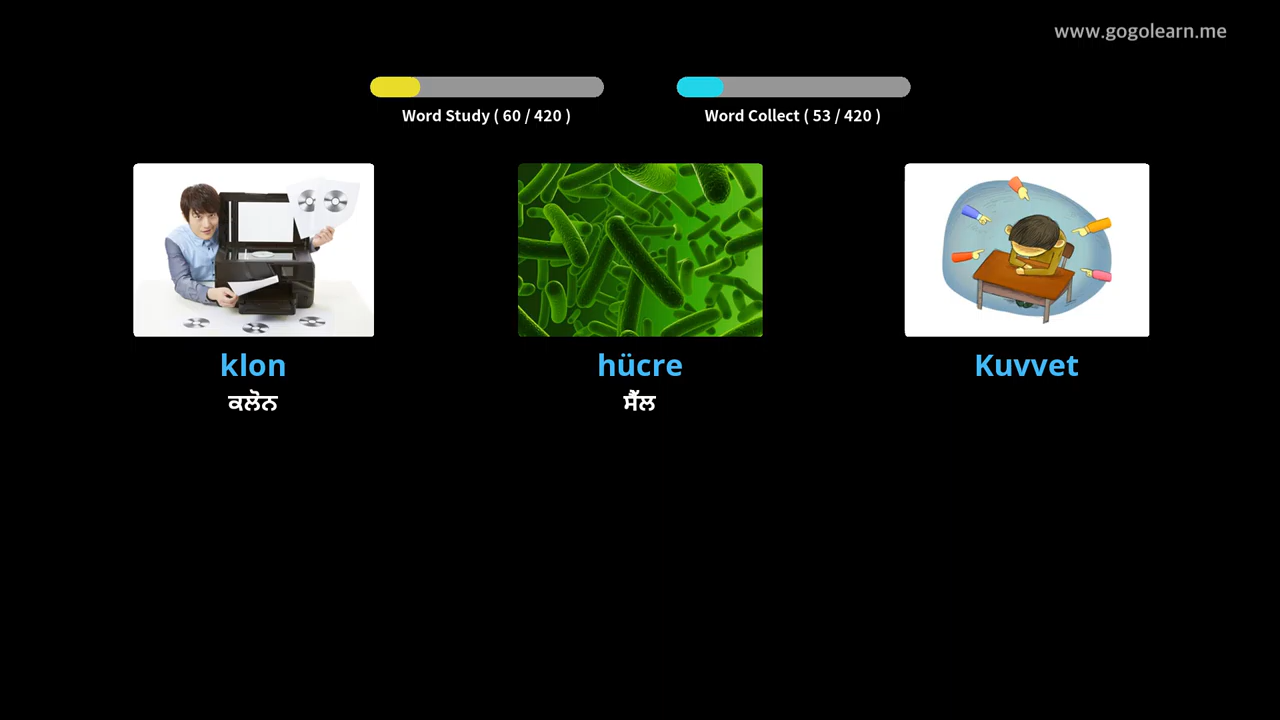 www.gogolearn.me
Word Study ( 60 / 420 )
Word Collect ( 53 / 420 )
klon
ਕਲੋਨ
hücre
ਸੈੱਲ
Kuvvet